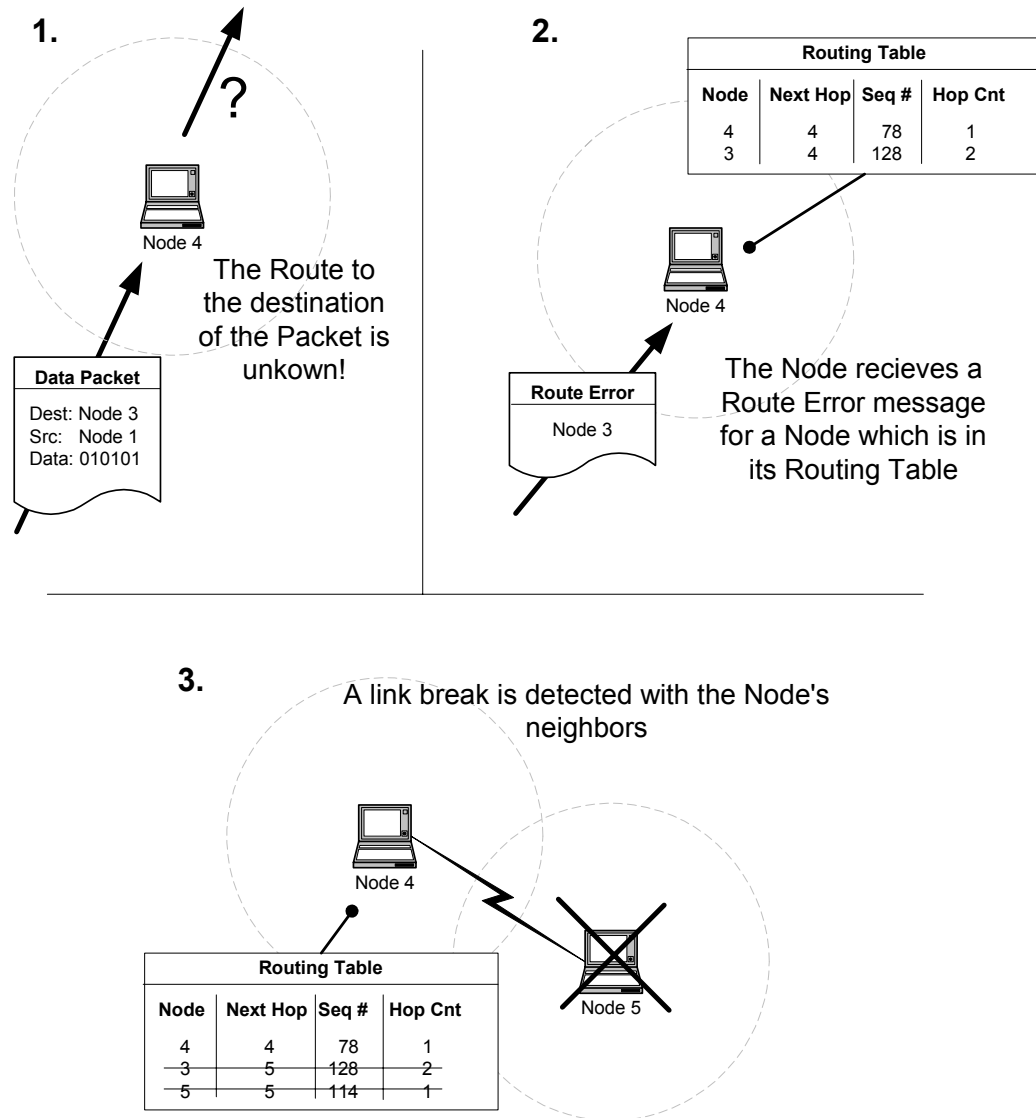 1.
?
Node 4
The Route to
the destination
of the Packet is
unkown!
Data Packet
Dest: Node 3
Src: Node 1
Data: 010101
2.
Routing Table
Node Next Hop Seq # Hop Cnt
4 4 78 1
3 4 128 2
Node 4
Route Error
Node 3
The Node recieves a
Route Error message
for a Node which is in
its Routing Table
3.
A link break is detected with the Node's
neighbors
Node 4
Node 5
Routing Table
Node Next Hop Seq # Hop Cnt
4 4 78 1
3 5 128 2
5 5 114 1